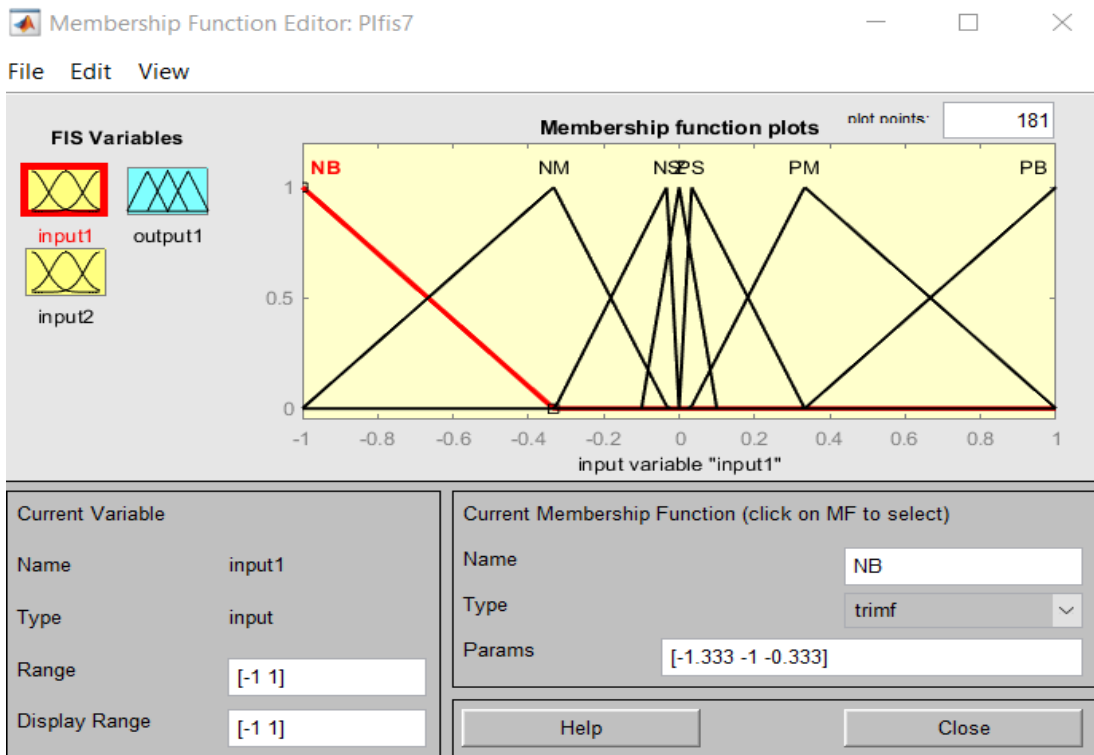 Membership Function Editor: PIfis7
File Edit View
FIS Variables
input1
output1
input2
Membership function plots
plot points:
181
NB NM NS Z PS PM PB
1
0.5
0
-1 -0.8 -0.6 -0.4 -0.2 0 0.2 0.4 0.6 0.8 1
input variable "input1"
Current Variable
Name input1
Type input
Range [-1 1]
Display Range [-1 1]
Current Membership Function (click on MF to select)
Name NB
Type trimf
Params [-1.333 -1 -0.333]
Help Close